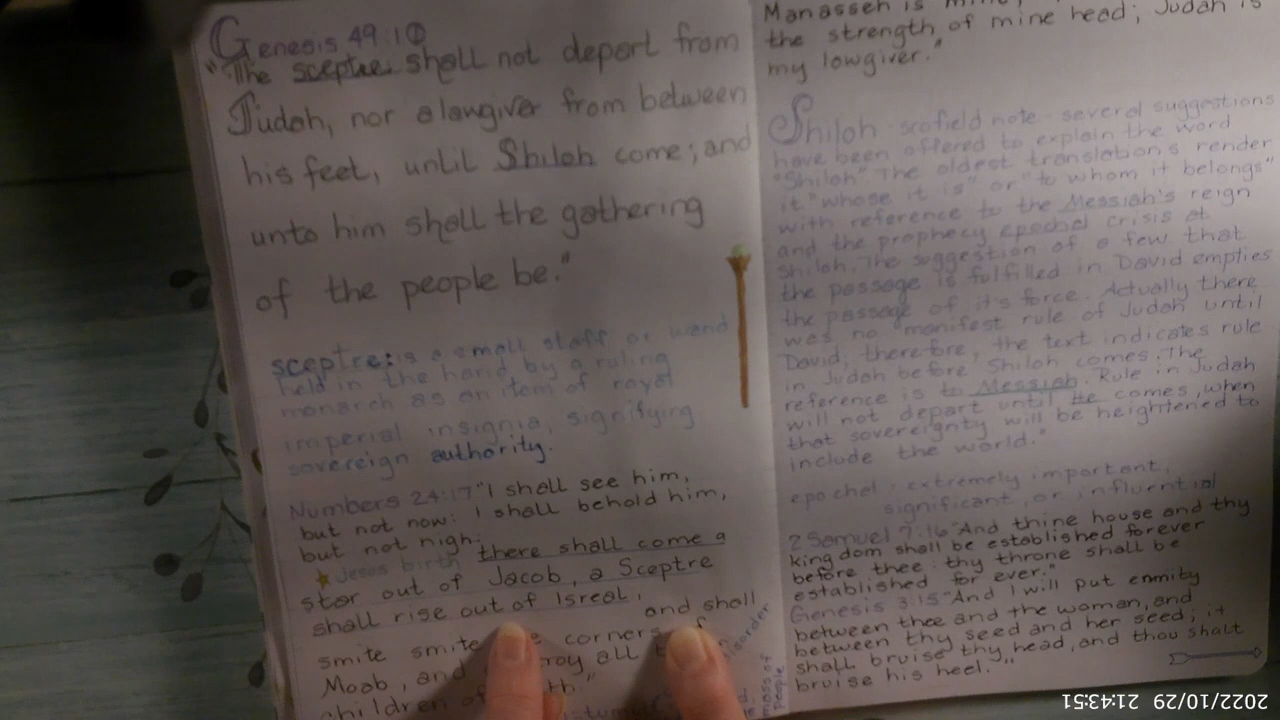 Genesis 49:10
"The sceptre shall not depart from
Judah, nor a lawgiver from between
his feet, until Shiloh come; and
unto him shall the gathering
of the people be."
sceptre: is a small staff or wand
held in the hand by a ruling
monarch as an item of royal
imperial insignia, signifying
sovereign authority.
Numbers 24:17 "I shall see him,
but not now: I shall behold him,
but not nigh: there shall come a
Jesus birth
star out of Jacob, a Sceptre
shall rise out of Isreal,
and shall
smite smite corners
Moab, and all
children of
disorder
mass of
people
Manasseh is mine;
the strength of mine head; Judah is
my lawgiver."
Shiloh - scofield note - several suggestions
have been offered to explain the word
"Shiloh". The oldest translations render
it "whose it is" or "to whom it belongs"
with reference to the Messiah's reign
and the prophecy epochal crisis at
Shiloh. The suggestion of a few that
the passage is fulfilled in David empties
the passage of it's force. Actually there
was no manifest rule of Judah until
David; therefore, the text indicates rule
in Judah before Shiloh comes. The
reference is to Messiah. Rule in Judah
will not depart until He comes, when
that sovereignty will be heightened to
include the world."
epochel - extremely important,
significant, or influential
2 Samuel 7:16 "And thine house and thy
kingdom shall be established forever
before thee: thy throne shall be
established for ever."
Genesis 3:15 "And I will put enmity
between thee and the woman, and
between thy seed and her seed; it
shall bruise thy head, and thou shalt
bruise his heel."
2022/10/29 21:43:51